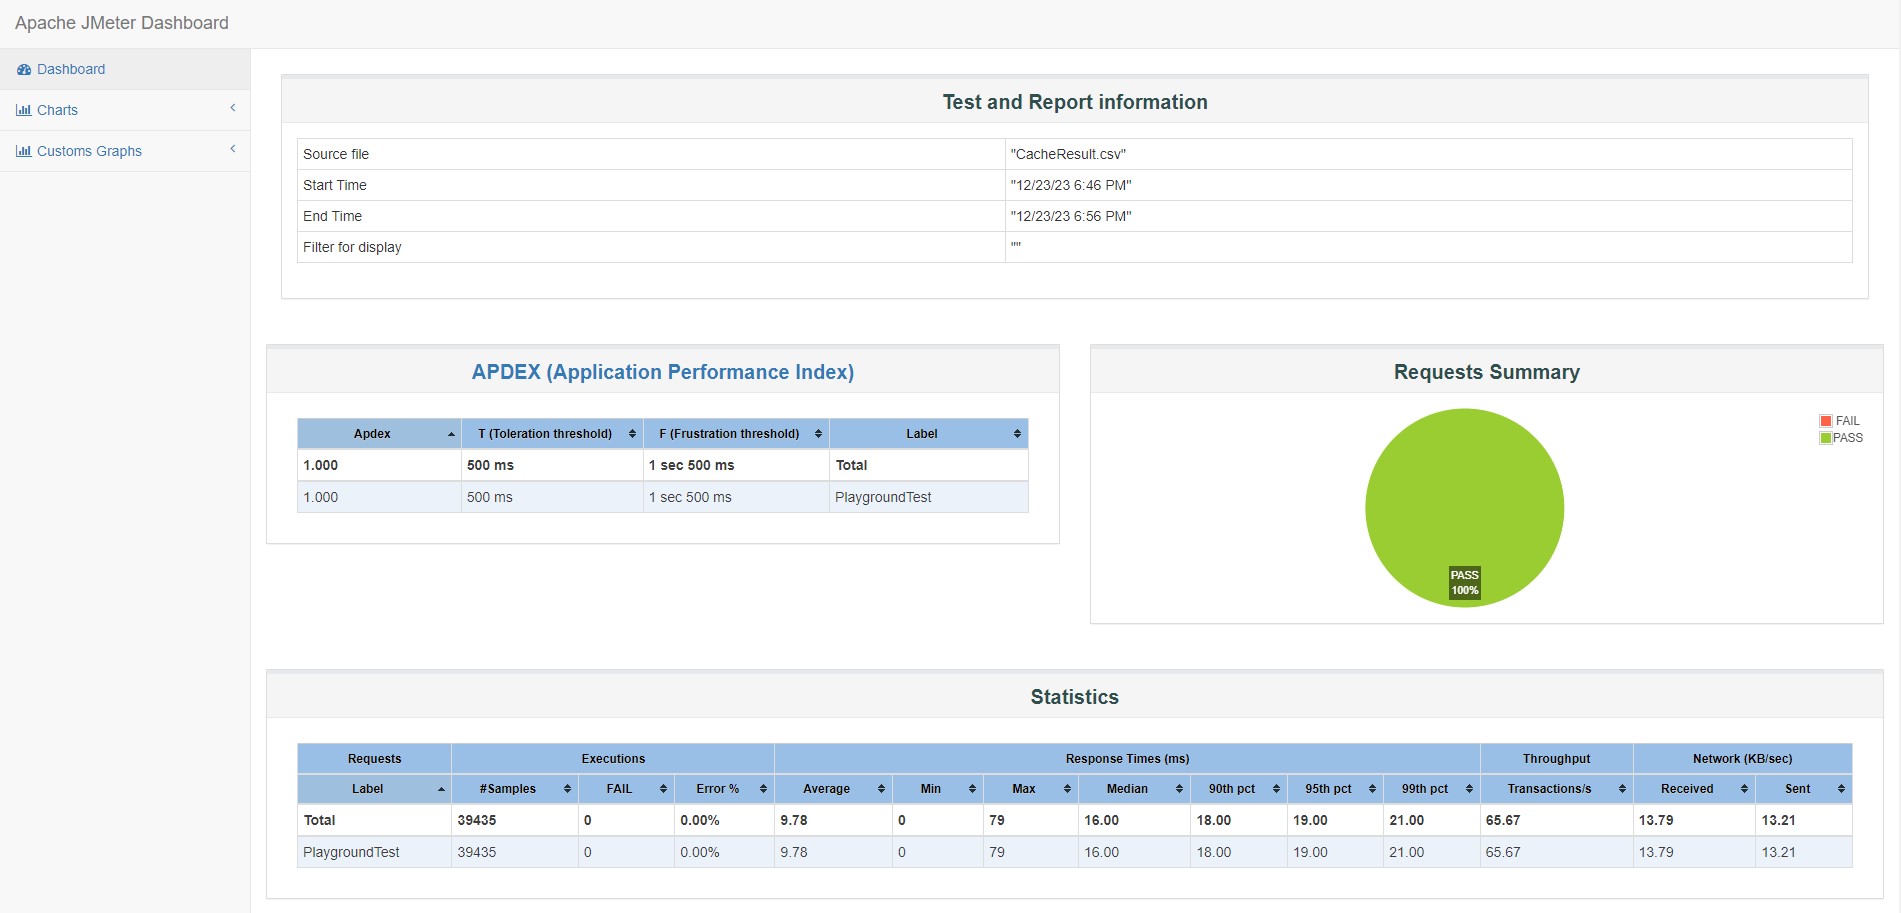 Apache JMeter Dashboard
Dashboard
Charts
Customs Graphs
Test and Report information
Source file "CacheResult.csv"
Start Time "12/23/23 6:46 PM"
End Time "12/23/23 6:56 PM"
Filter for display ""
APDEX (Application Performance Index)
Apdex T (Toleration threshold) F (Frustration threshold) Label
1.000 500 ms 1 sec 500 ms Total
1.000 500 ms 1 sec 500 ms PlaygroundTest
Requests Summary
FAIL
PASS
PASS
100%
Statistics
Requests Executions Response Times (ms) Throughput Network (KB/sec)
Label #Samples FAIL Error % Average Min Max Median 90th pct 95th pct 99th pct Transactions/s Received Sent
Total 39435 0 0.00% 9.78 0 79 16.00 18.00 19.00 21.00 65.67 13.79 13.21
PlaygroundTest 39435 0 0.00% 9.78 0 79 16.00 18.00 19.00 21.00 65.67 13.79 13.21